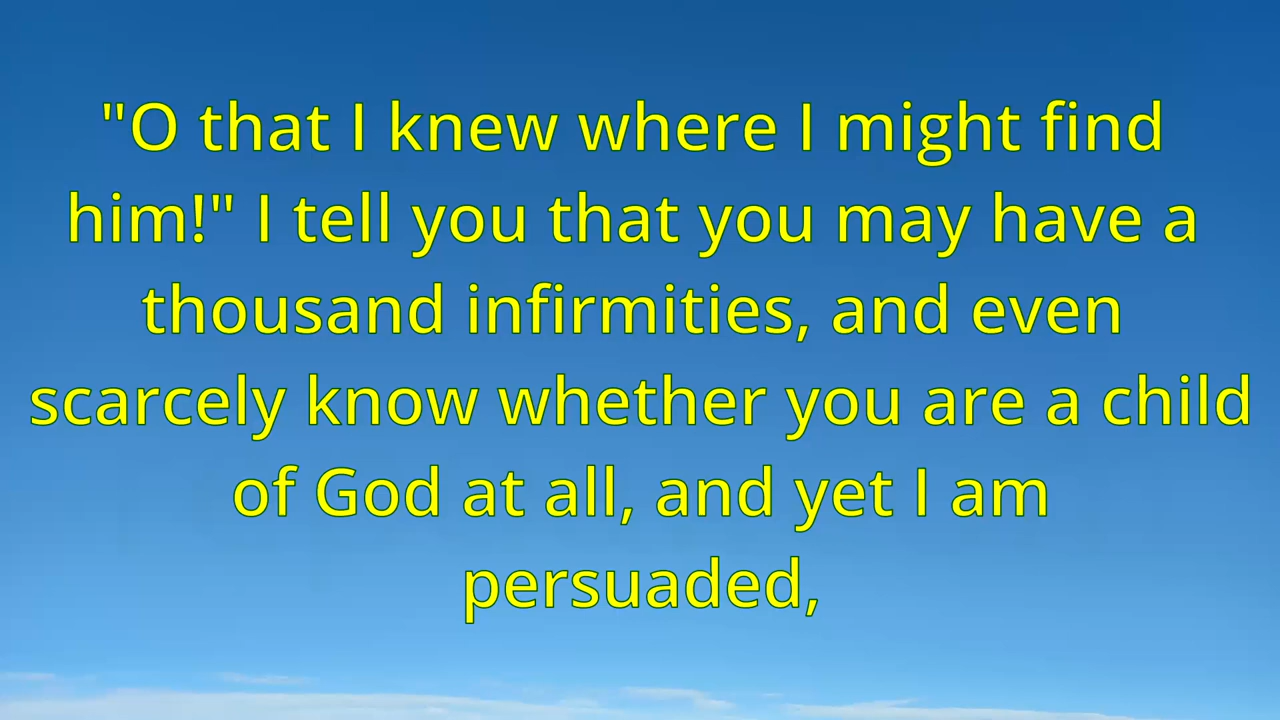 "O that I knew where I might find
him!" I tell you that you may have a
thousand infirmities, and even
scarcely know whether you are a child
of God at all, and yet I am
persuaded,